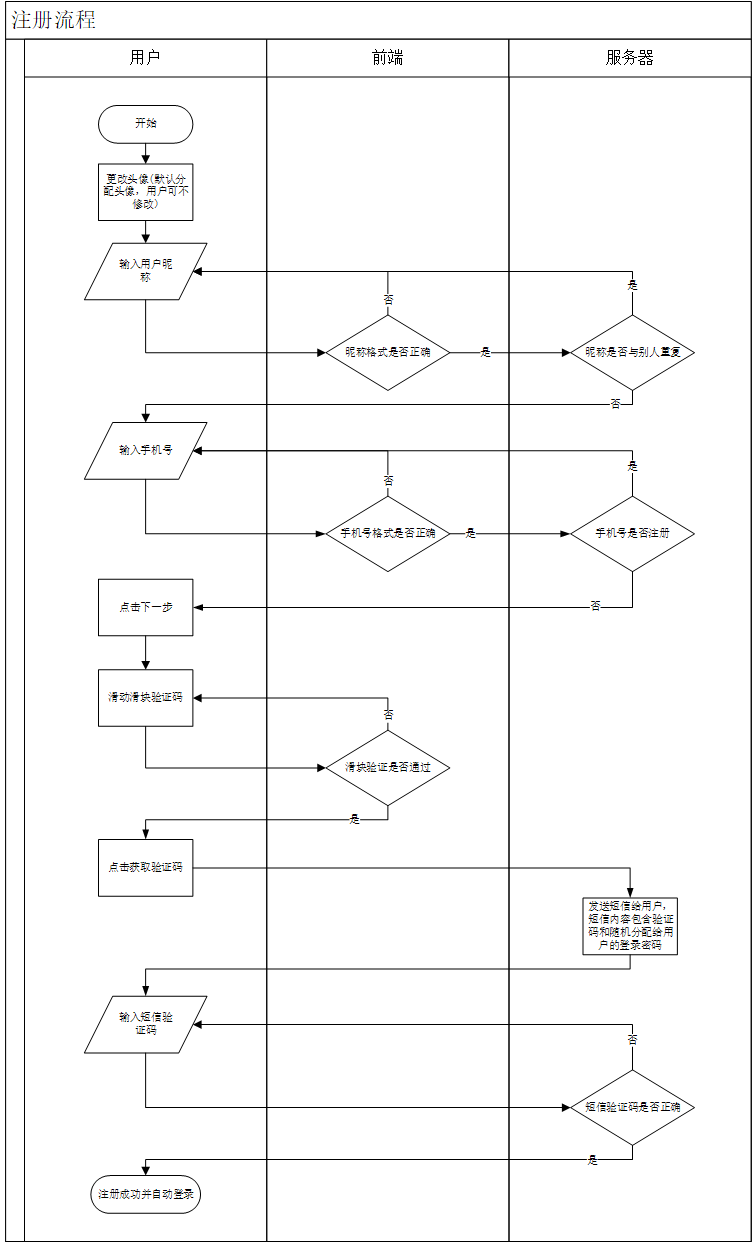 注册流程
用户
前端
服务器
开始
更改头像(默认分
配头像，用户可不
修改)
输入用户昵
称
是
否
昵称格式是否正确
是
昵称是否与别人重复
否
输入手机号
是
否
手机号格式是否正确
是
手机号是否注册
点击下一步
否
滑动滑块验证码
否
滑块验证是否通过
是
点击获取验证码
发送短信给用户，
短信内容包含验证
码和随机分配给用
户的登录密码
输入短信验
证码
否
短信验证码是否正确
是
注册成功并自动登录